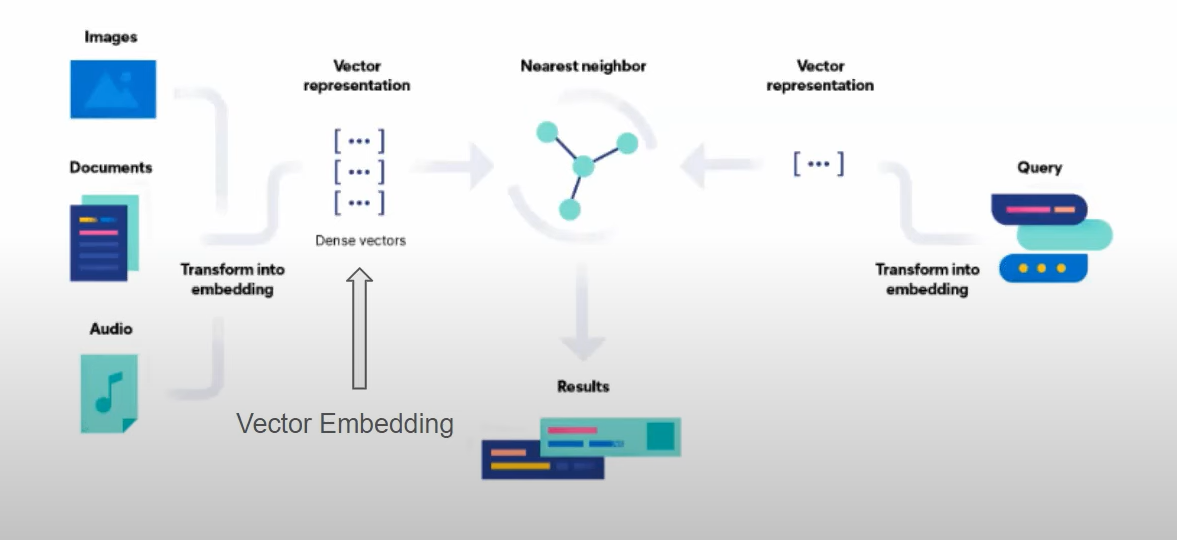 Images
Documents
Audio
Transform into
embedding
Vector
representation
[ ••• ]
[ ••• ]
[ ••• ]
Dense vectors
Vector Embedding
Nearest neighbor
Results
Vector
representation
[ ••• ]
Transform into
embedding
Query